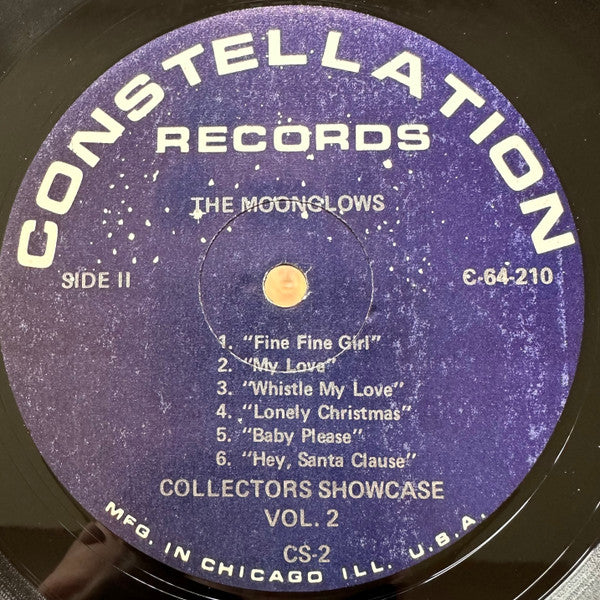 CONSTELLATION
RECORDS
THE MOONGLOWS
SIDE II
C-64-210
1. "Fine Fine Girl"
2. "My Love"
3. "Whistle My Love"
4. "Lonely Christmas"
5. "Baby Please"
6. "Hey, Santa Clause"
COLLECTORS SHOWCASE
VOL. 2
CS-2
MFG. IN CHICAGO ILL. U.S.A.